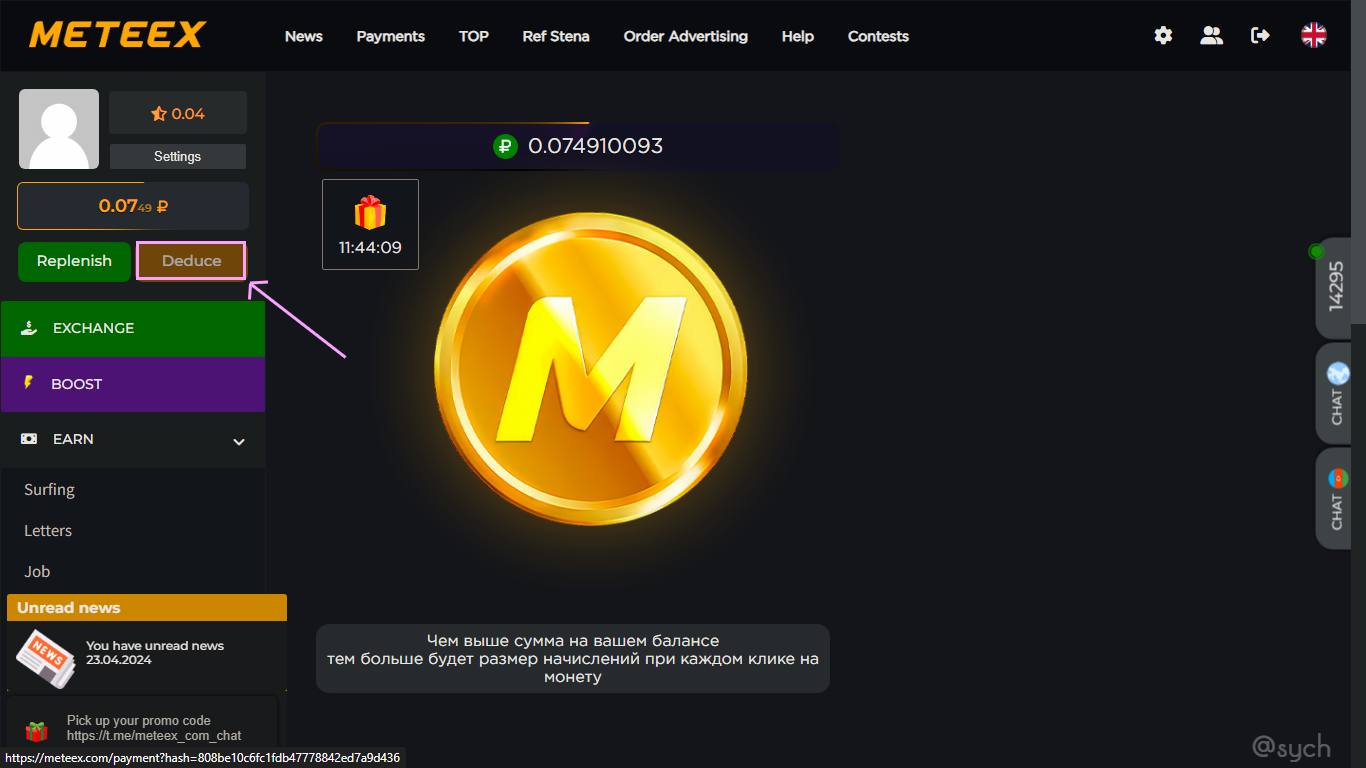 METEEX
News Payments TOP Ref Stena Order Advertising Help Contests
0.04
Settings
0.0749 ₽
Replenish Deduce
EXCHANGE
BOOST
EARN
Surfing
Letters
Job
Unread news
NEWS
You have unread news
23.04.2024
Pick up your promo code
https://t.me/meteex_com_chat
https://meteex.com/payment?hash=808be10c6fc1fdb47778842ed7a9d436
₽ 0.074910093
11:44:09
M
Чем выше сумма на вашем балансе
тем больше будет размер начислений при каждом клике на
монету
14295
CHAT
CHAT
@sych